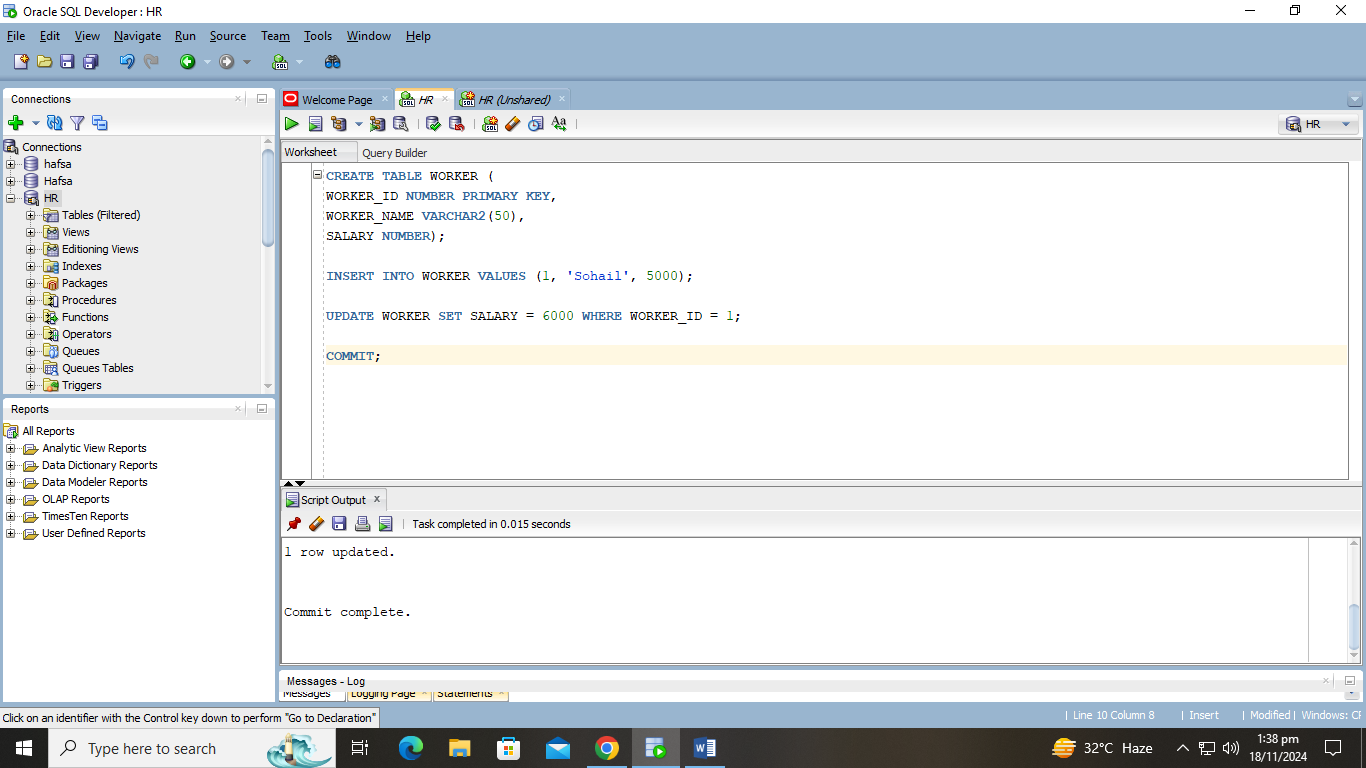 Oracle SQL Developer : HR
File Edit View Navigate Run Source Team Tools Window Help
Connections
Connections
hafsa
Hafsa
HR
Tables (Filtered)
Views
Editioning Views
Indexes
Packages
Procedures
Functions
Operators
Queues
Queues Tables
Triggers
Reports
All Reports
Analytic View Reports
Data Dictionary Reports
Data Modeler Reports
OLAP Reports
TimesTen Reports
User Defined Reports
Welcome Page HR HR (Unshared)
HR
Worksheet Query Builder
CREATE TABLE WORKER (
WORKER_ID NUMBER PRIMARY KEY,
WORKER_NAME VARCHAR2(50),
SALARY NUMBER);
INSERT INTO WORKER VALUES (1, 'Sohail', 5000);
UPDATE WORKER SET SALARY = 6000 WHERE WORKER_ID = 1;
COMMIT;
Script Output
Task completed in 0.015 seconds
1 row updated.
Commit complete.
Messages - Log
Messages Logging Page Statements
Click on an identifier with the Control key down to perform "Go to Declaration"
Line 10 Column 8 Insert Modified Windows: CF
Type here to search
32°C Haze
1:38 pm
18/11/2024